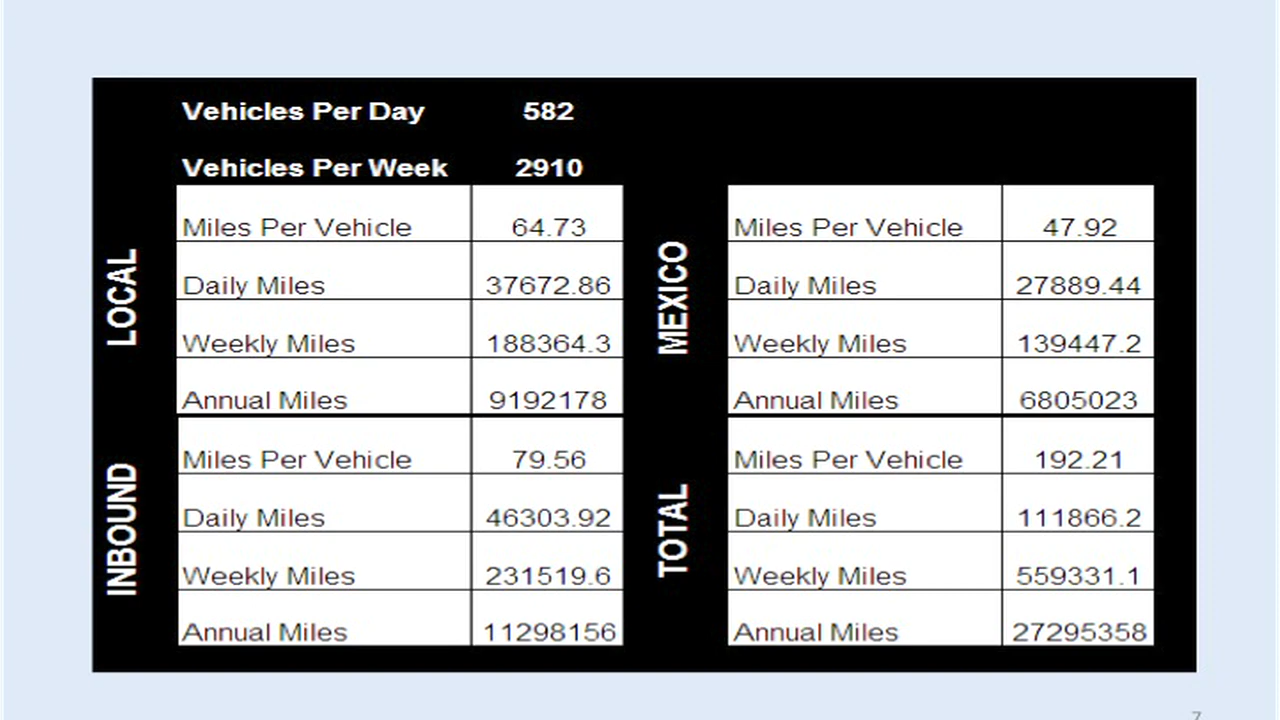 Vehicles Per Day 582
Vehicles Per Week 2910
LOCAL
Miles Per Vehicle 64.73
Daily Miles 37672.86
Weekly Miles 188364.3
Annual Miles 9192178
MEXICO
Miles Per Vehicle 47.92
Daily Miles 27889.44
Weekly Miles 139447.2
Annual Miles 6805023
INBOUND
Miles Per Vehicle 79.56
Daily Miles 46303.92
Weekly Miles 231519.6
Annual Miles 11298156
TOTAL
Miles Per Vehicle 192.21
Daily Miles 111866.2
Weekly Miles 559331.1
Annual Miles 27295358
7